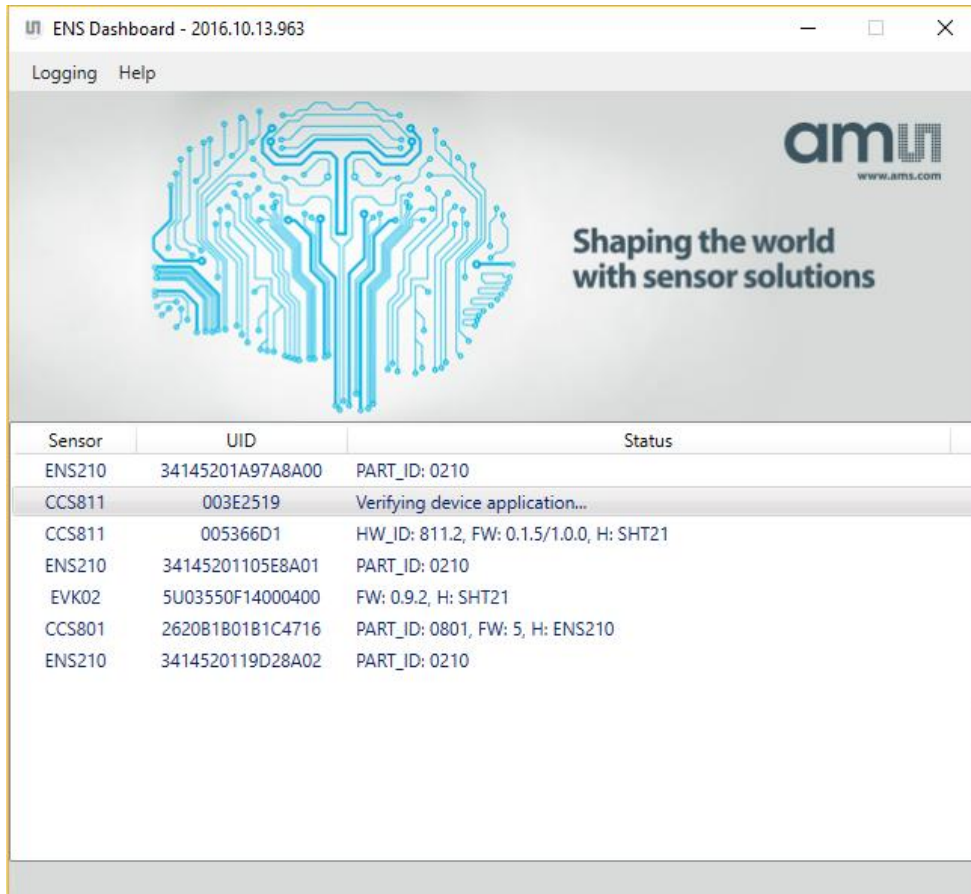 ENS Dashboard - 2016.10.13.963
Logging Help
amu
www.ams.com
Shaping the world
with sensor solutions
Sensor UID Status
ENS210 34145201A97A8A00 PART_ID: 0210
CCS811 003E2519 Verifying device application...
CCS811 005366D1 HW_ID: 811.2, FW: 0.1.5/1.0.0, H: SHT21
ENS210 34145201105E8A01 PART_ID: 0210
EVK02 5U03550F14000400 FW: 0.9.2, H: SHT21
CCS801 2620B1B01B1C4716 PART_ID: 0801, FW: 5, H: ENS210
ENS210 3414520119D28A02 PART_ID: 0210